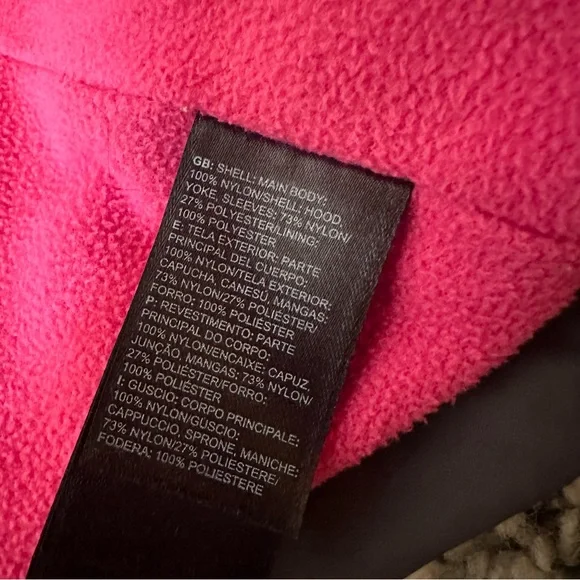 GB: SHELL: MAIN BODY:
100% NYLON/SHELL; HOOD,
YOKE, SLEEVES: 73% NYLON/
27% POLYESTER/LINING:
100% POLYESTER
E: TELA EXTERIOR: PARTE
PRINCIPAL DEL CUERPO:
100% NYLON/TELA EXTERIOR:
CAPUCHA, CANESÚ, MANGAS:
73% NYLON/27% POLIÉSTER/
FORRO: 100% POLIÉSTER
P: REVESTIMENTO: PARTE
PRINCIPAL DO CORPO:
100% NYLON/ENCAIXE: CAPUZ,
JUNÇÃO, MANGAS: 73% NYLON/
27% POLIÉSTER/FORRO:
100% POLIÉSTER
I: GUSCIO: CORPO PRINCIPALE:
100% NYLON/GUSCIO:
CAPPUCCIO, SPRONE, MANICHE:
73% NYLON/27% POLIESTERE/
FODERA: 100% POLIESTERE